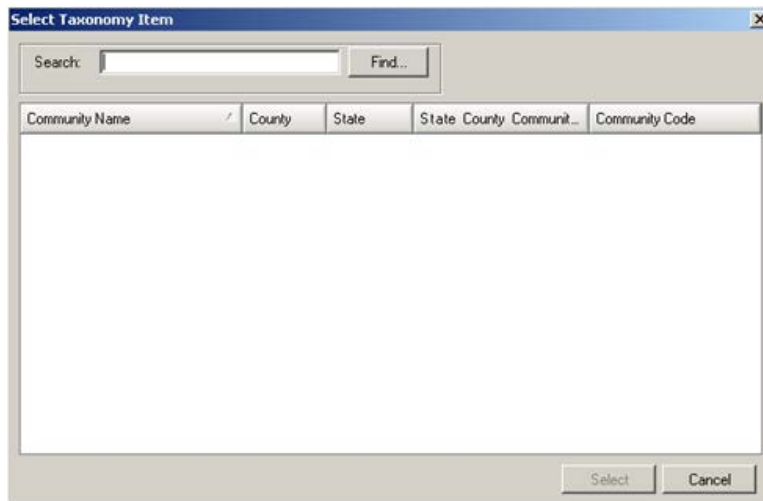 Select Taxonomy Item
Search: Find...
Community Name County State State County Communit... Community Code
Select Cancel